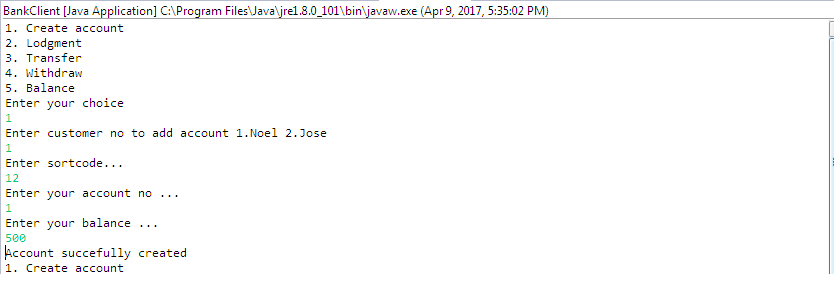 BankClient [Java Application] C:\Program Files\Java\jre1.8.0_101\bin\javaw.exe (Apr 9, 2017, 5:35:02 PM)
1. Create account
2. Lodgment
3. Transfer
4. Withdraw
5. Balance
Enter your choice
1
Enter customer no to add account 1.Noel 2.Jose
1
Enter sortcode...
12
Enter your account no ...
1
Enter your balance ...
500
Account succefully created
1. Create account